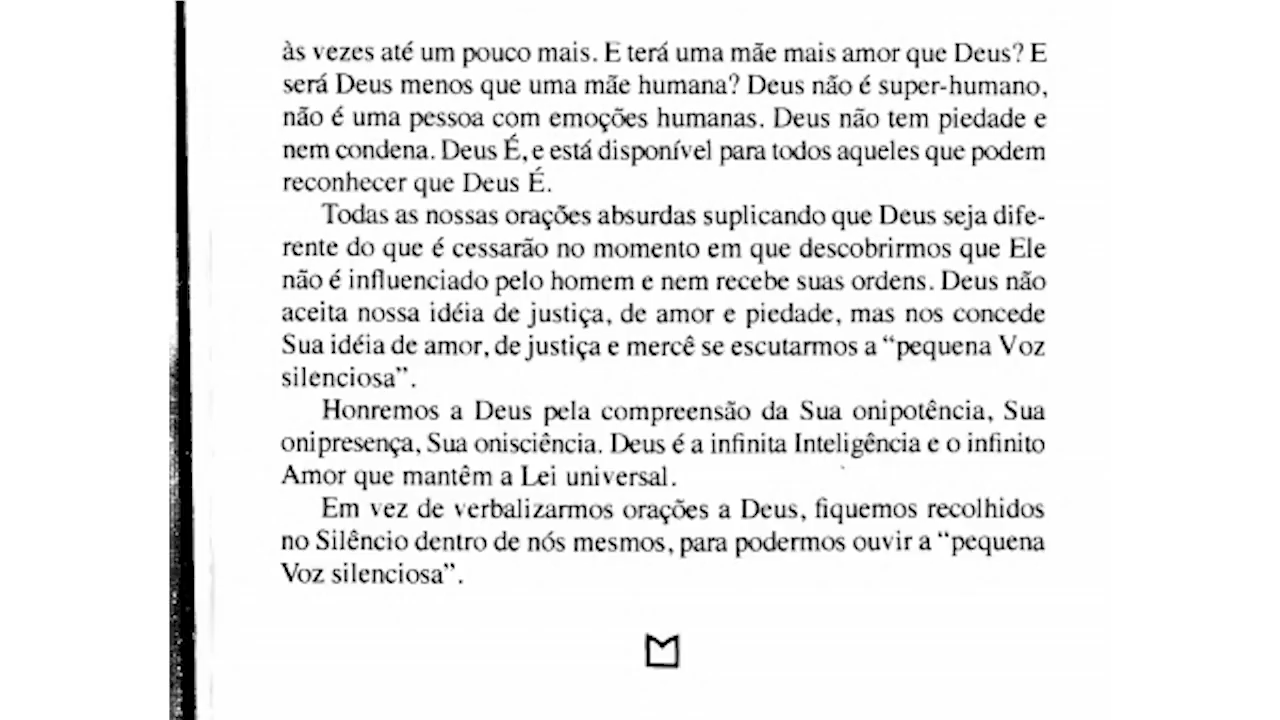 às vezes até um pouco mais. E terá uma mãe mais amor que Deus? E
será Deus menos que uma mãe humana? Deus não é super-humano,
não é uma pessoa com emoções humanas. Deus não tem piedade e
nem condena. Deus É, e está disponível para todos aqueles que podem
reconhecer que Deus É.
Todas as nossas orações absurdas suplicando que Deus seja dife-
rente do que é cessarão no momento em que descobrirmos que Ele
não é influenciado pelo homem e nem recebe suas ordens. Deus não
aceita nossa idéia de justiça, de amor e piedade, mas nos concede
Sua idéia de amor, de justiça e mercê se escutarmos a “pequena Voz
silenciosa”.
Honremos a Deus pela compreensão da Sua onipotência, Sua
onipresença, Sua onisciência. Deus é a infinita Inteligência e o infinito
Amor que mantêm a Lei universal.
Em vez de verbalizarmos orações a Deus, fiquemos recolhidos
no Silêncio dentro de nós mesmos, para podermos ouvir a “pequena
Voz silenciosa”.